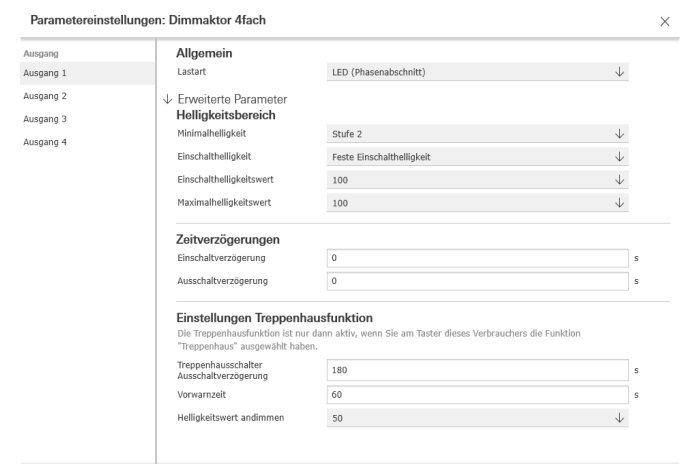 Parametereinstellungen: Dimmaktor 4fach
Ausgang
Ausgang 1
Ausgang 2
Ausgang 3
Ausgang 4
Allgemein
Lastart LED (Phasenabschnitt)
Erweiterte Parameter
Helligkeitsbereich
Minimalhelligkeit Stufe 2
Einschalthelligkeit Feste Einschalthelligkeit
Einschalthelligkeitswert 100
Maximalhelligkeitswert 100
Zeitverzögerungen
Einschaltverzögerung 0 s
Ausschaltverzögerung 0 s
Einstellungen Treppenhausfunktion
Die Treppenhausfunktion ist nur dann aktiv, wenn Sie am Taster dieses Verbrauchers die Funktion
"Treppenhaus" ausgewählt haben.
Treppenhausschalter
Ausschaltverzögerung 180 s
Vorwarnzeit 60 s
Helligkeitswert andimmen 50